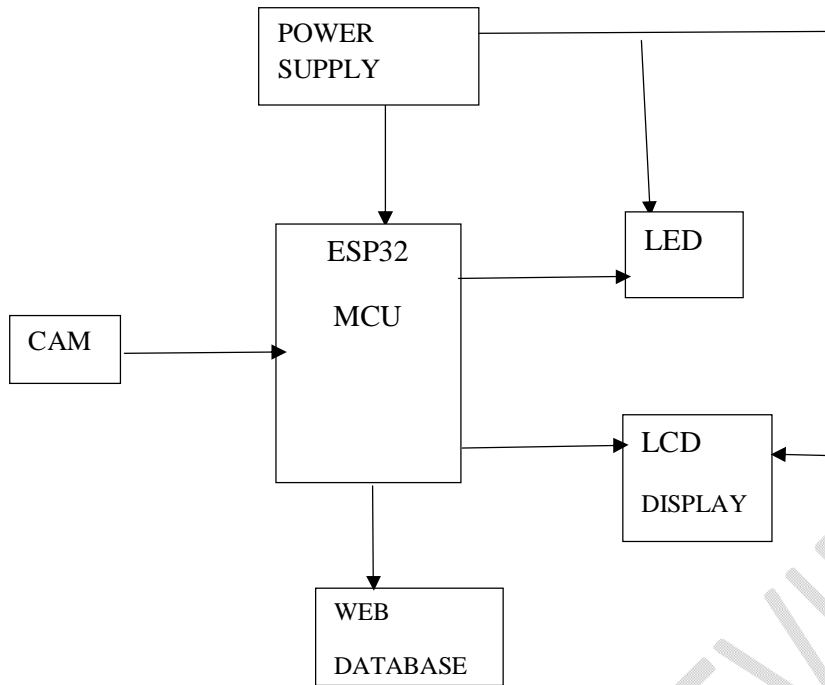 POWER
SUPPLY
ESP32
MCU
LED
CAM
LCD
DISPLAY
WEB
DATABASE